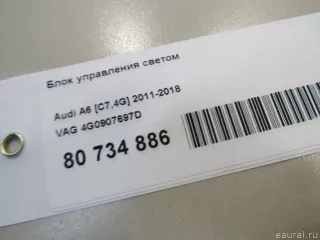 Блок управления светом
Audi A6 [C7,4G] 2011-2018
VAG 4G0907697D
80 734 886
eaural.ru